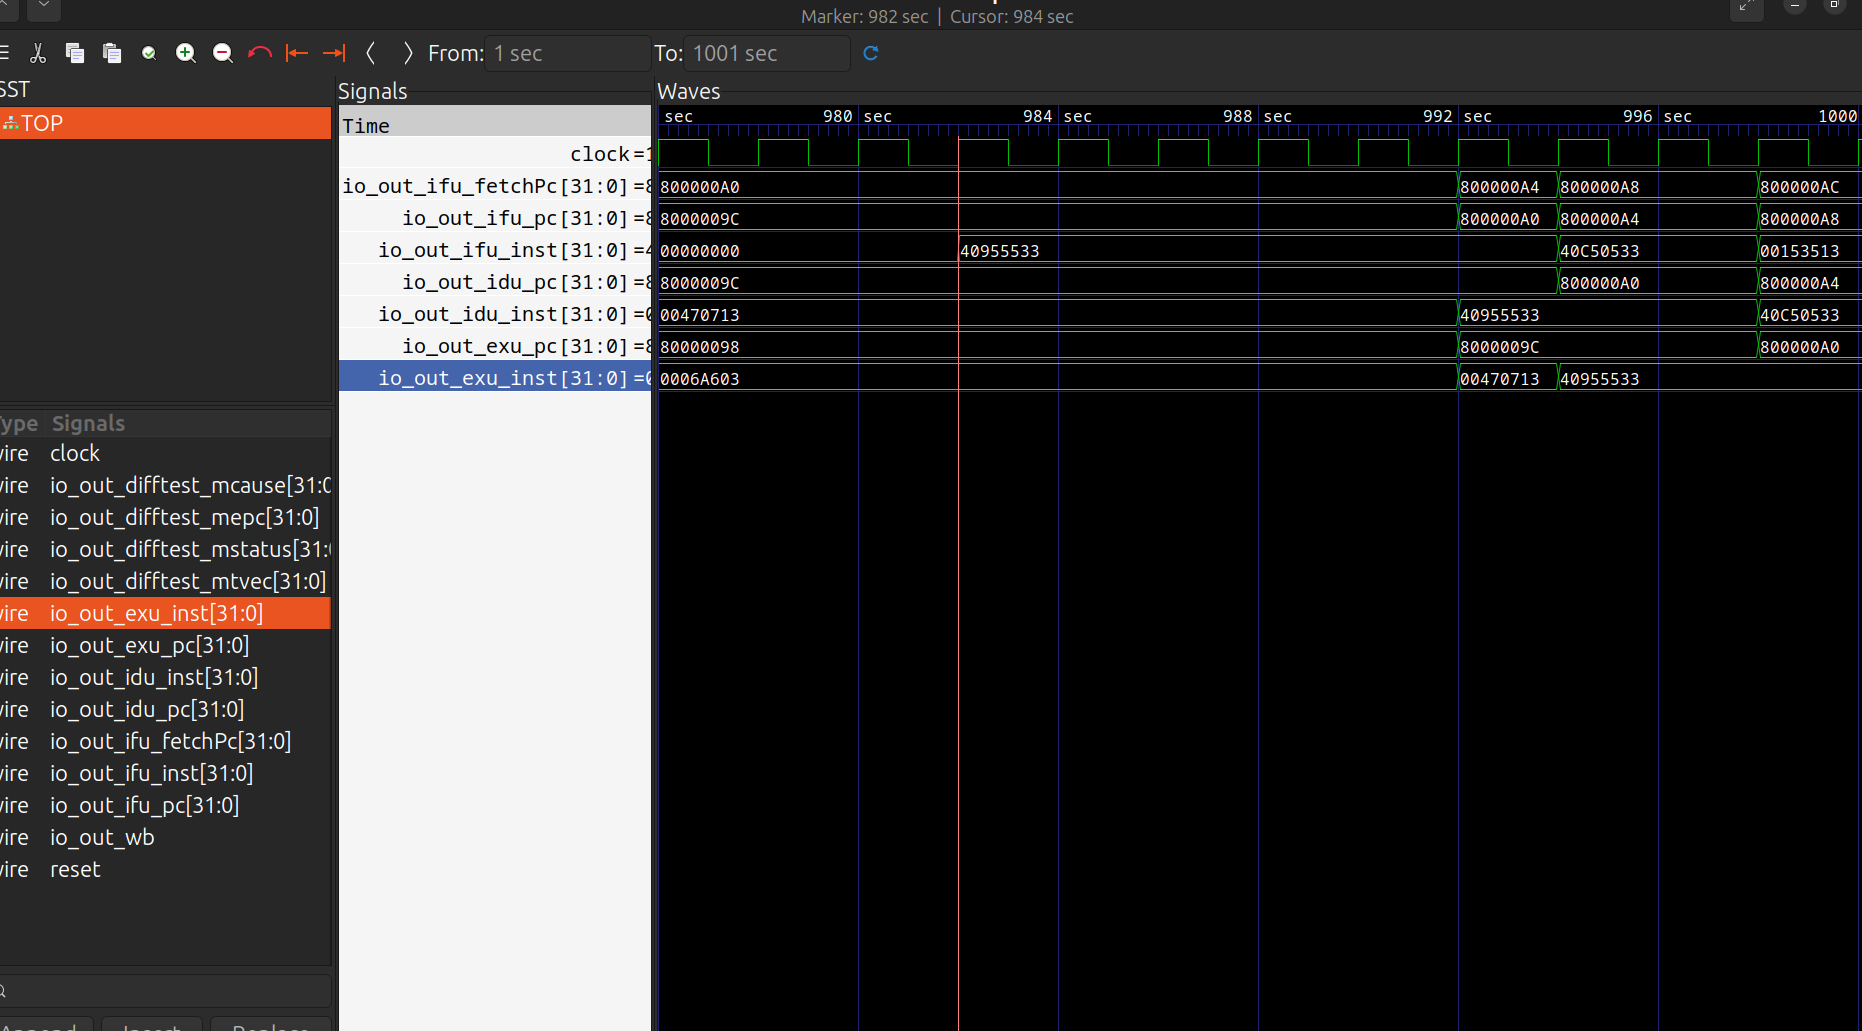 Marker: 982 sec | Cursor: 984 sec
From: 1 sec To: 1001 sec
SST
TOP
Type Signals
wire clock
wire io_out_difftest_mcause[31:0
wire io_out_difftest_mepc[31:0]
wire io_out_difftest_mstatus[31:
wire io_out_difftest_mtvec[31:0]
wire io_out_exu_inst[31:0]
wire io_out_exu_pc[31:0]
wire io_out_idu_inst[31:0]
wire io_out_idu_pc[31:0]
wire io_out_ifu_fetchPc[31:0]
wire io_out_ifu_inst[31:0]
wire io_out_ifu_pc[31:0]
wire io_out_wb
wire reset
Append Insert Replace
Signals
Time
clock=1
io_out_ifu_fetchPc[31:0]=8
io_out_ifu_pc[31:0]=8
io_out_ifu_inst[31:0]=4
io_out_idu_pc[31:0]=8
io_out_idu_inst[31:0]=0
io_out_exu_pc[31:0]=8
io_out_exu_inst[31:0]=0
Waves
sec 980 sec 984 sec 988 sec 992 sec 996 sec 1000
800000A0 800000A4 800000A8 800000AC
8000009C 800000A0 800000A4 800000A8
00000000 40955533 40C50533 00153513
8000009C 800000A0 800000A4
00470713 40955533 40C50533
80000098 8000009C 800000A0
0006A603 00470713 40955533